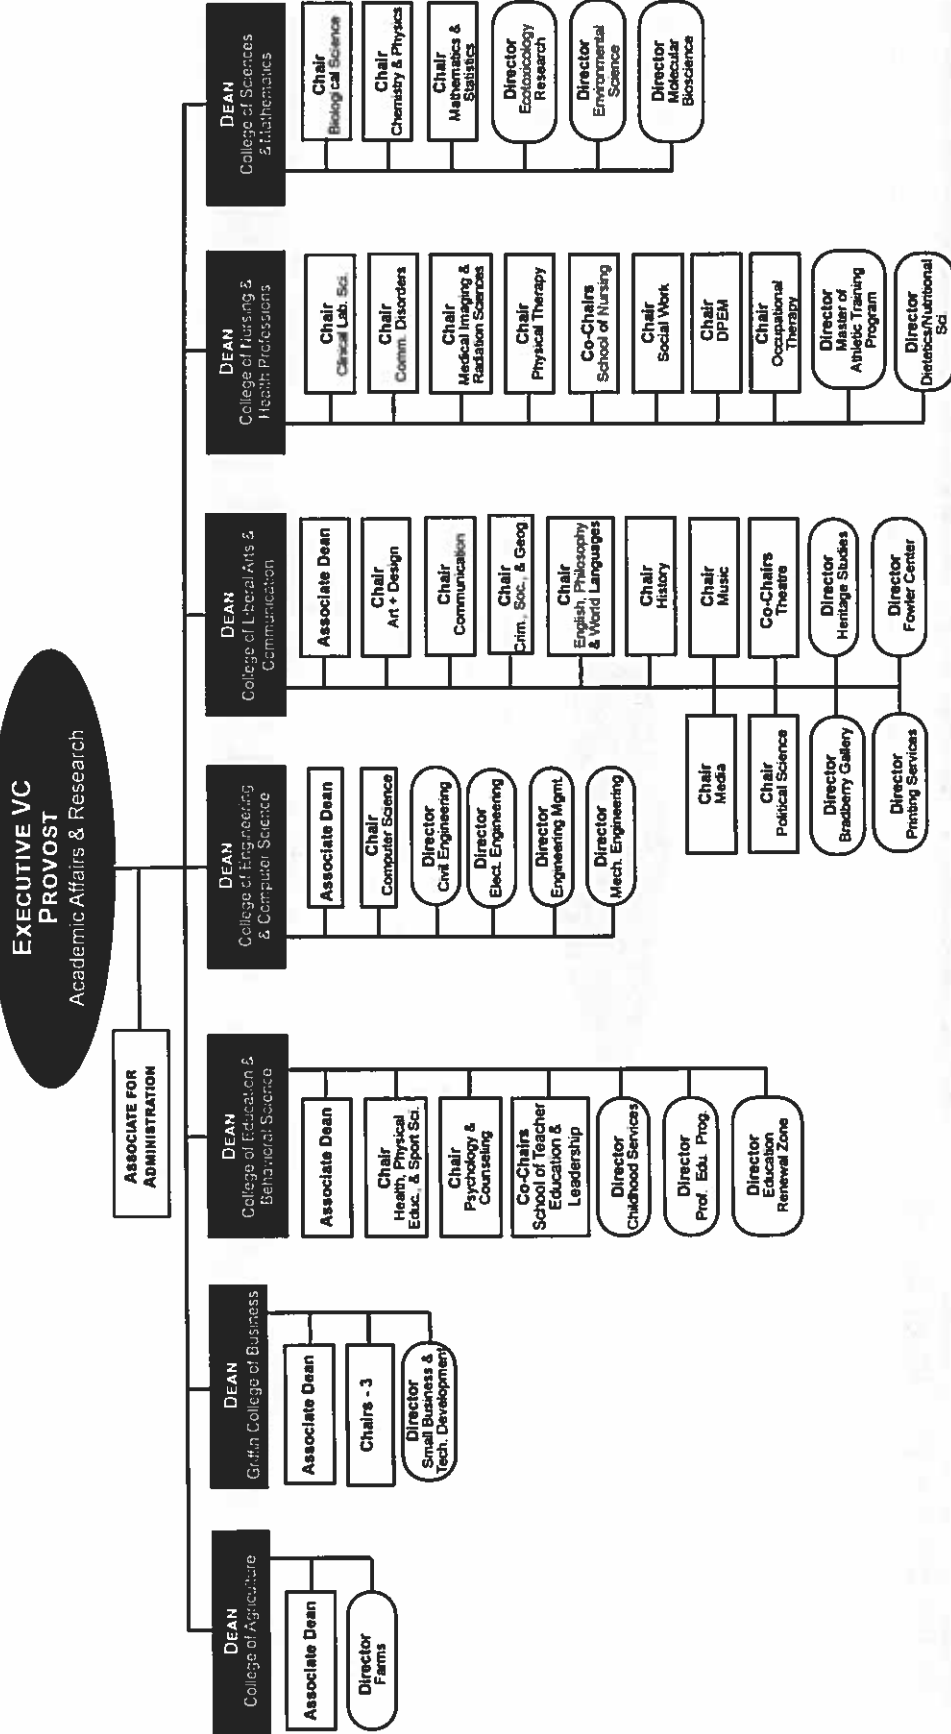 EXECUTIVE VC
PROVOST
Academic Affairs & Research
ASSOCIATE FOR
ADMINISTRATION
DEAN
College of Agriculture
Associate Dean
Director
Farms
DEAN
Griffin College of Business
Associate Dean
Chairs - 3
Director
Small Business &
Tech. Development
DEAN
College of Education &
Behavioral Science
Associate Dean
Chair
Health, Physical
Educ., & Sport Sci.
Chair
Psychology &
Counseling
Co-Chairs
School of Teacher
Education &
Leadership
Director
Childhood Services
Director
Prof. Edu. Prog.
Director
Education
Renewal Zone
DEAN
College of Engineering
& Computer Science
Associate Dean
Chair
Computer Science
Director
Civil Engineering
Director
Elect. Engineering
Director
Engineering Mgmt.
Director
Mech. Engineering
DEAN
College of Liberal Arts &
Communication
Associate Dean
Chair
Art + Design
Chair
Communication
Chair
Crim., Soc., & Geog.
Chair
English, Philosophy
& World Languages
Chair
History
Chair
Music
Co-Chairs
Theatre
Director
Heritage Studies
Director
Fowler Center
Chair
Media
Chair
Political Science
Director
Bradberry Gallery
Director
Printing Services
DEAN
College of Nursing &
Health Professions
Chair
Clinical Lab. Sci.
Chair
Comm. Disorders
Chair
Medical Imaging &
Radiation Sciences
Chair
Physical Therapy
Co-Chairs
School of Nursing
Chair
Social Work
Chair
DPEM
Chair
Occupational
Therapy
Director
Master of
Athletic Training
Program
Director
Dietetics/Nutritional
Sci.
DEAN
College of Sciences
& Mathematics
Chair
Biological Science
Chair
Chemistry & Physics
Chair
Mathematics &
Statistics
Director
Ecotoxicology
Research
Director
Environmental
Science
Director
Molecular
Bioscience